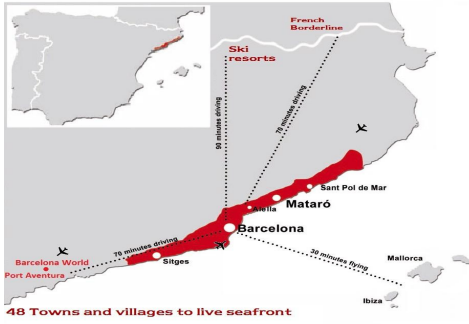 French
Borderline
Ski
resorts
90 minutes driving
70 minutes driving
Sant Pol de Mar
Mataró
Alella
Barcelona
70 minutes driving
30 minutes flying
Barcelona World
Port Aventura
Sitges
Mallorca
Ibiza
48 Towns and villages to live seafront